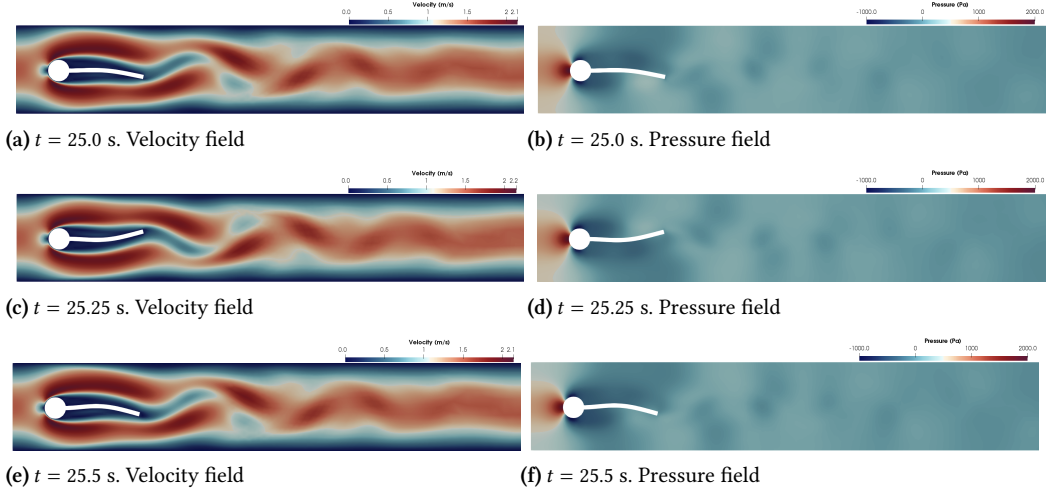 Velocity (m/s)
0.0 0.5 1 1.5 2 2.1
Pressure (Pa)
-1000.0 0 1000 2000.0
(a) t = 25.0 s. Velocity field
(b) t = 25.0 s. Pressure field
Velocity (m/s)
0.0 0.5 1 1.5 2 2.2
Pressure (Pa)
-1000.0 0 1000 2000.0
(c) t = 25.25 s. Velocity field
(d) t = 25.25 s. Pressure field
Velocity (m/s)
0.0 0.5 1 1.5 2.1
Pressure (Pa)
-1000.0 0 1000 2000.0
(e) t = 25.5 s. Velocity field
(f) t = 25.5 s. Pressure field